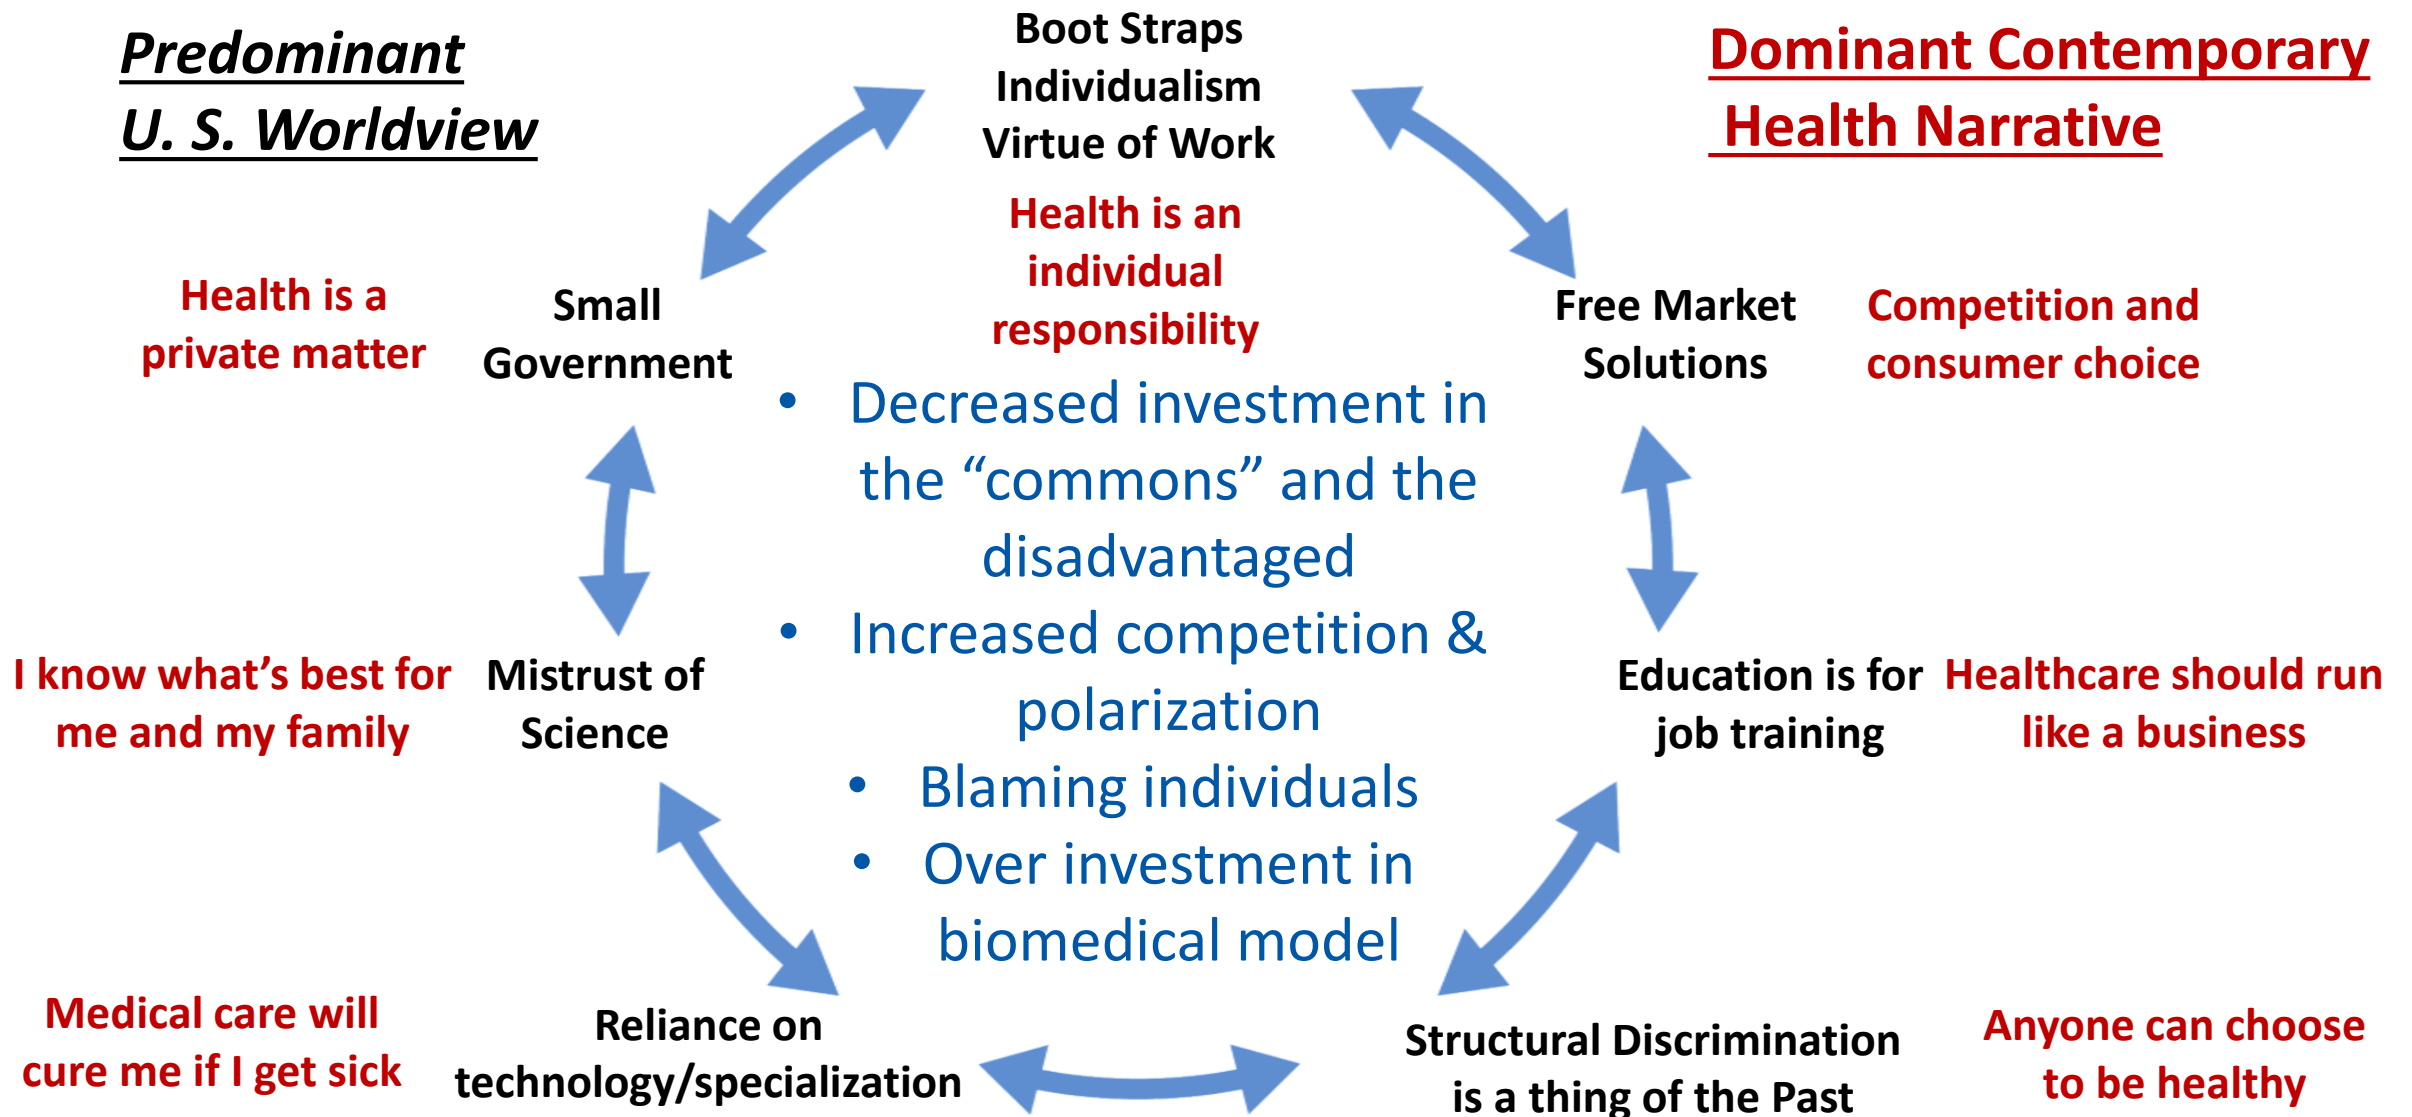 Predominant
U. S. Worldview
Boot Straps
Individualism
Virtue of Work
Dominant Contemporary
Health Narrative
Health is an
individual
responsibility
Health is a
private matter
Small
Government
Free Market
Solutions
Competition and
consumer choice
• Decreased investment in
the “commons” and the
disadvantaged
• Increased competition &
polarization
• Blaming individuals
• Over investment in
biomedical model
I know what’s best for
me and my family
Mistrust of
Science
Education is for
job training
Healthcare should run
like a business
Medical care will
cure me if I get sick
Reliance on
technology/specialization
Structural Discrimination
is a thing of the Past
Anyone can choose
to be healthy